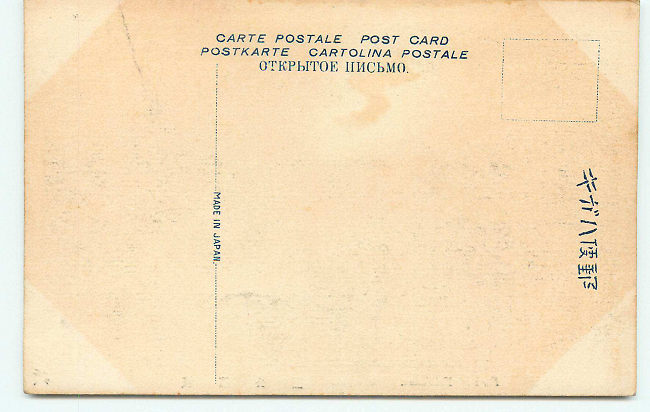 CARTE POSTALE POST CARD
POSTKARTE CARTOLINA POSTALE
ОТКРЫТОЕ ПИСЬМО.
MADE IN JAPAN.
キガハ便郵